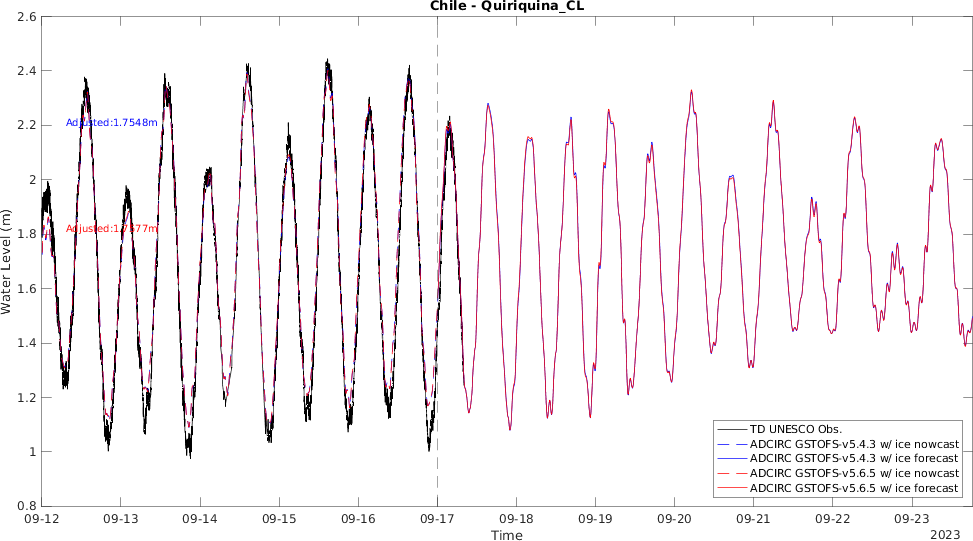 Chile - Quiriquina_CL
2.6
2.4
2.2
2
1.8
1.6
1.4
1.2
1
0.8
Water Level (m)
Adjusted:1.7548m
Adjusted:1.7577m
TD UNESCO Obs.
ADCIRC GSTOFS-v5.4.3 w/ ice nowcast
ADCIRC GSTOFS-v5.4.3 w/ ice forecast
ADCIRC GSTOFS-v5.6.5 w/ ice nowcast
ADCIRC GSTOFS-v5.6.5 w/ ice forecast
09-12 09-13 09-14 09-15 09-16 09-17 09-18 09-19 09-20 09-21 09-22 09-23
Time
2023